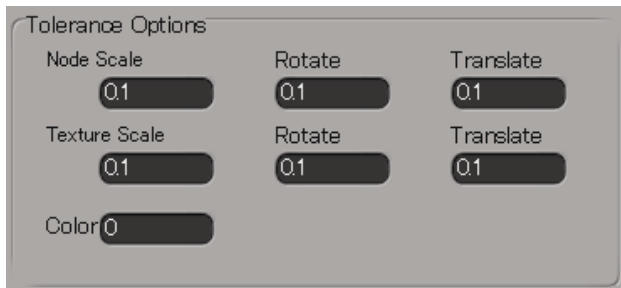 Tolerance Options
Node Scale Rotate Translate
0.1 0.1 0.1
Texture Scale Rotate Translate
0.1 0.1 0.1
Color 0